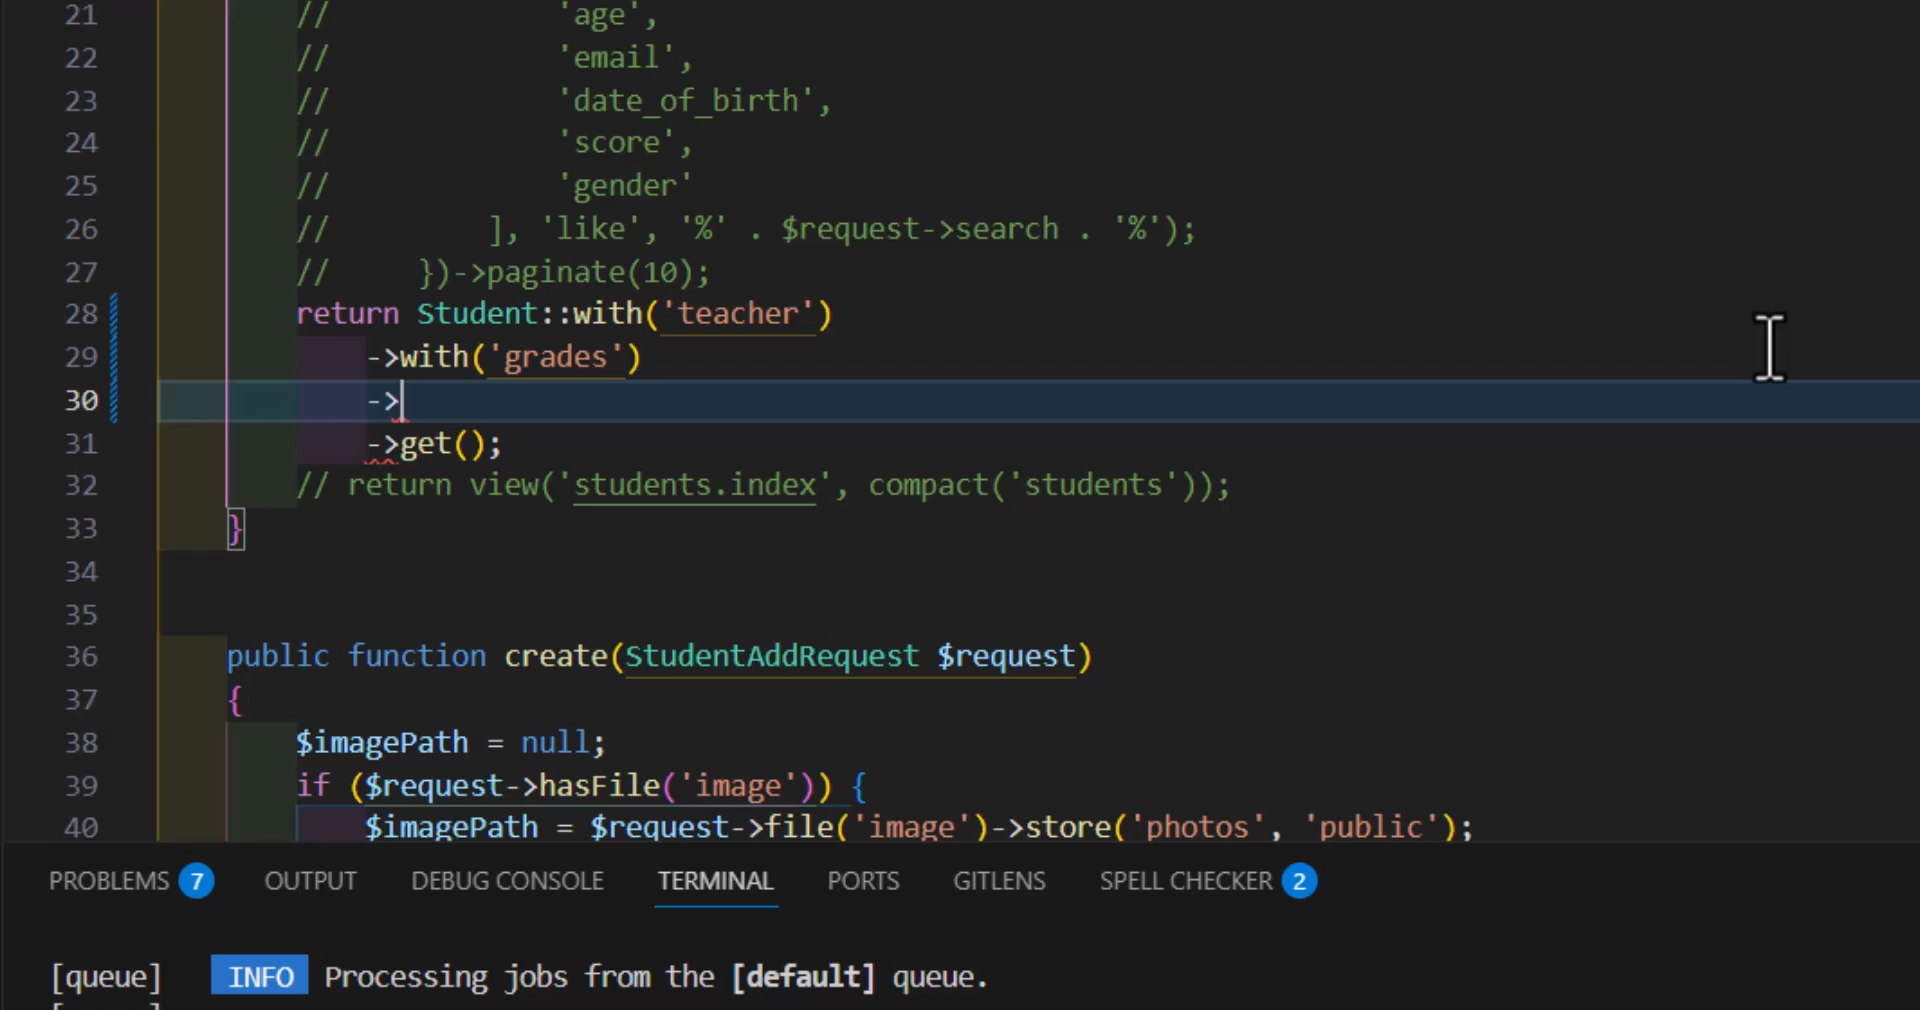 21 //              'age',
22 //              'email',
23 //              'date_of_birth',
24 //              'score',
25 //              'gender'
26 //          ], 'like', '%' . $request->search . '%');
27 //      })->paginate(10);
28 return Student::with('teacher')
29     ->with('grades')
30     ->
31     ->get();
32 // return view('students.index', compact('students'));
33 }
34
35
36 public function create(StudentAddRequest $request)
37 {
38     $imagePath = null;
39     if ($request->hasFile('image')) {
40         $imagePath = $request->file('image')->store('photos', 'public');
PROBLEMS 7 OUTPUT DEBUG CONSOLE TERMINAL PORTS GITLENS SPELL CHECKER 2
[queue] INFO Processing jobs from the [default] queue.